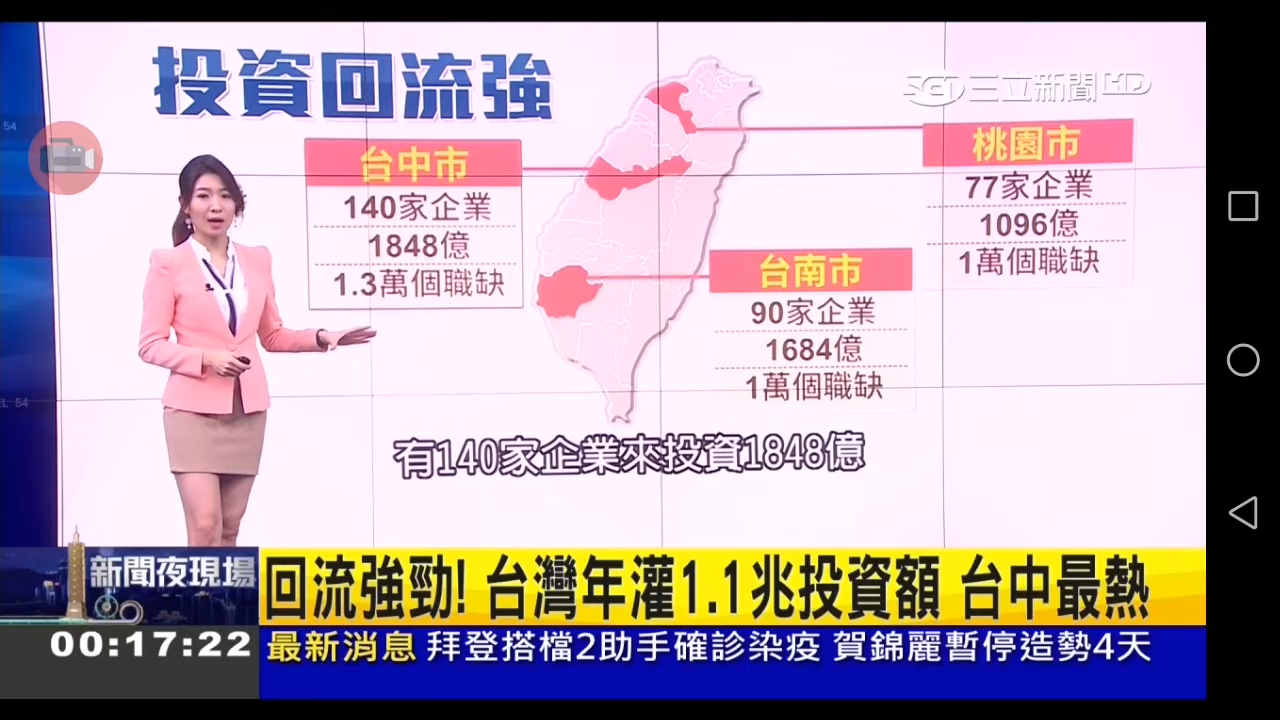 投資回流強
SET三立新聞HD
54
台中市
140家企業
1848億
1.3萬個職缺
桃園市
77家企業
1096億
1萬個職缺
台南市
90家企業
1684億
1萬個職缺
54
有140家企業來投資1848億
新聞夜現場
回流強勁! 台灣年灌1.1兆投資額 台中最熱
00:17:22
最新消息 拜登搭檔2助手確診染疫 賀錦麗暫停造勢4天